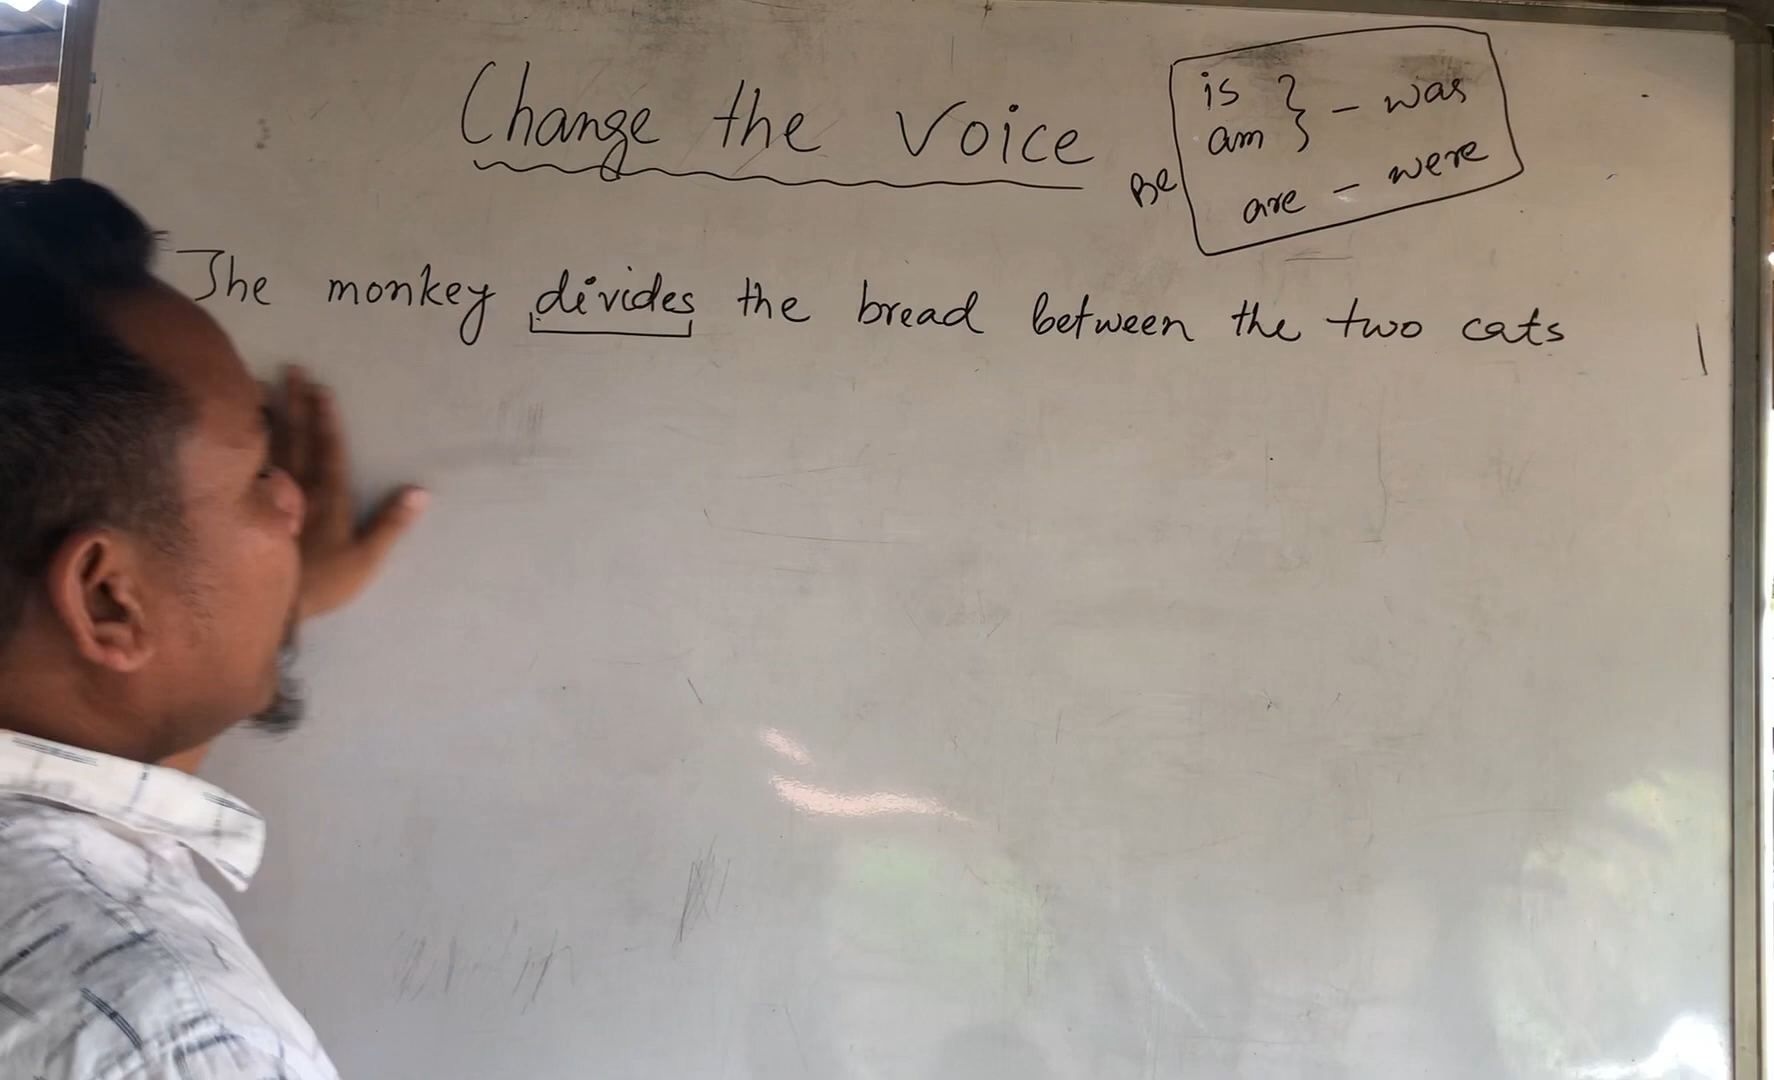 Change the Voice
is } - was
am
Be
are - were
The monkey divides the bread between the two cats